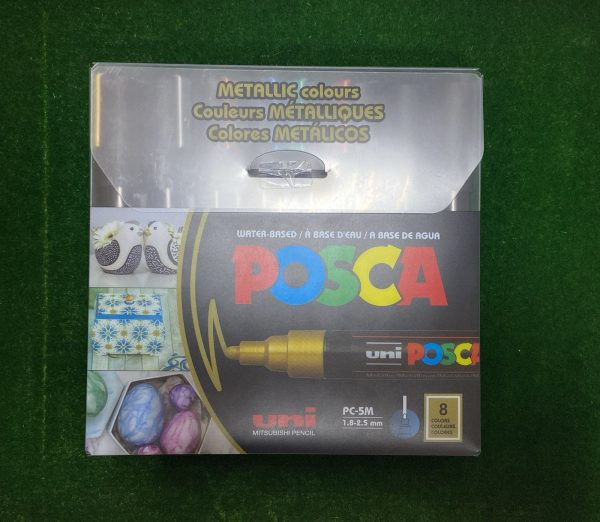 METALLIC colours
Couleurs MÉTALLIQUES
Colores METÁLICOS
WATER-BASED / À BASE D'EAU / A BASE DE AGUA
POSCA
uni POSCA
uni
MITSUBISHI PENCIL
PC-5M
1.8-2.5 mm
8
COLORS
COULEURS
COLORES